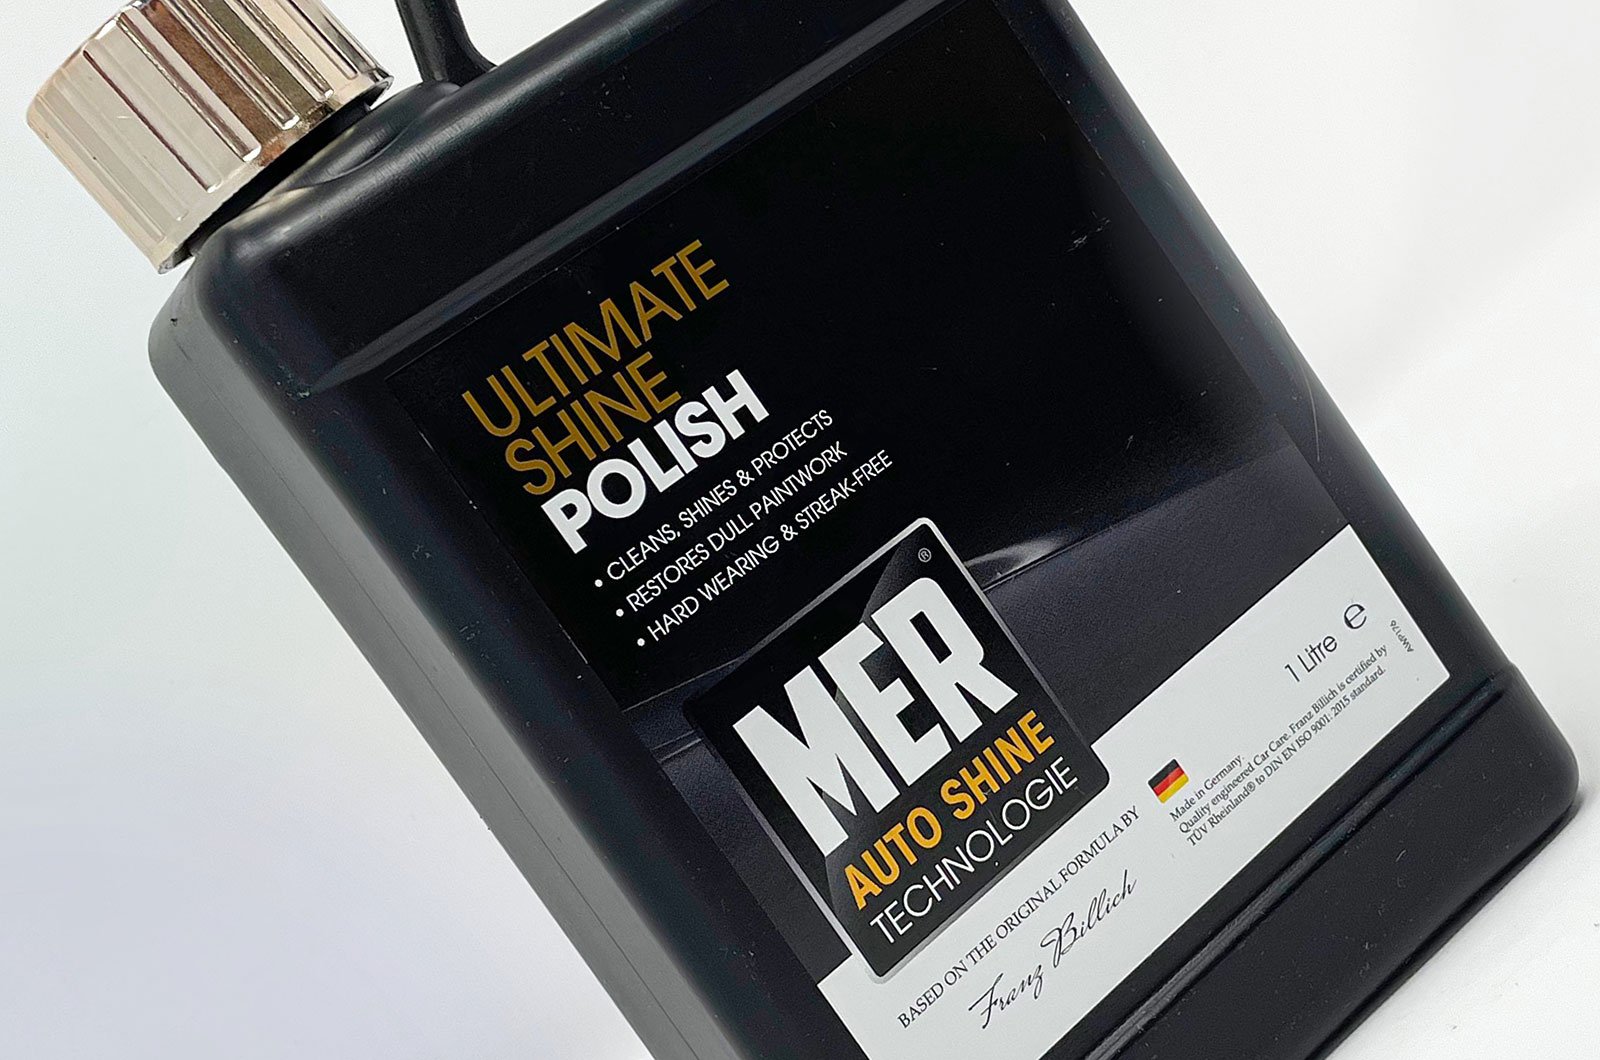 ULTIMATE
SHINE
POLISH
• CLEANS, SHINES & PROTECTS
• RESTORES DULL PAINTWORK
• HARD WEARING & STREAK-FREE
MER®
AUTO SHINE
TECHNOLOGIE
BASED ON THE ORIGINAL FORMULA BY
Franz Billich
Made in Germany.
Quality engineered Car Care. Franz Billich is certified by
TÜV Rheinland® to DIN EN ISO 9001: 2015 standard.
1 Litre ℮
AWP176